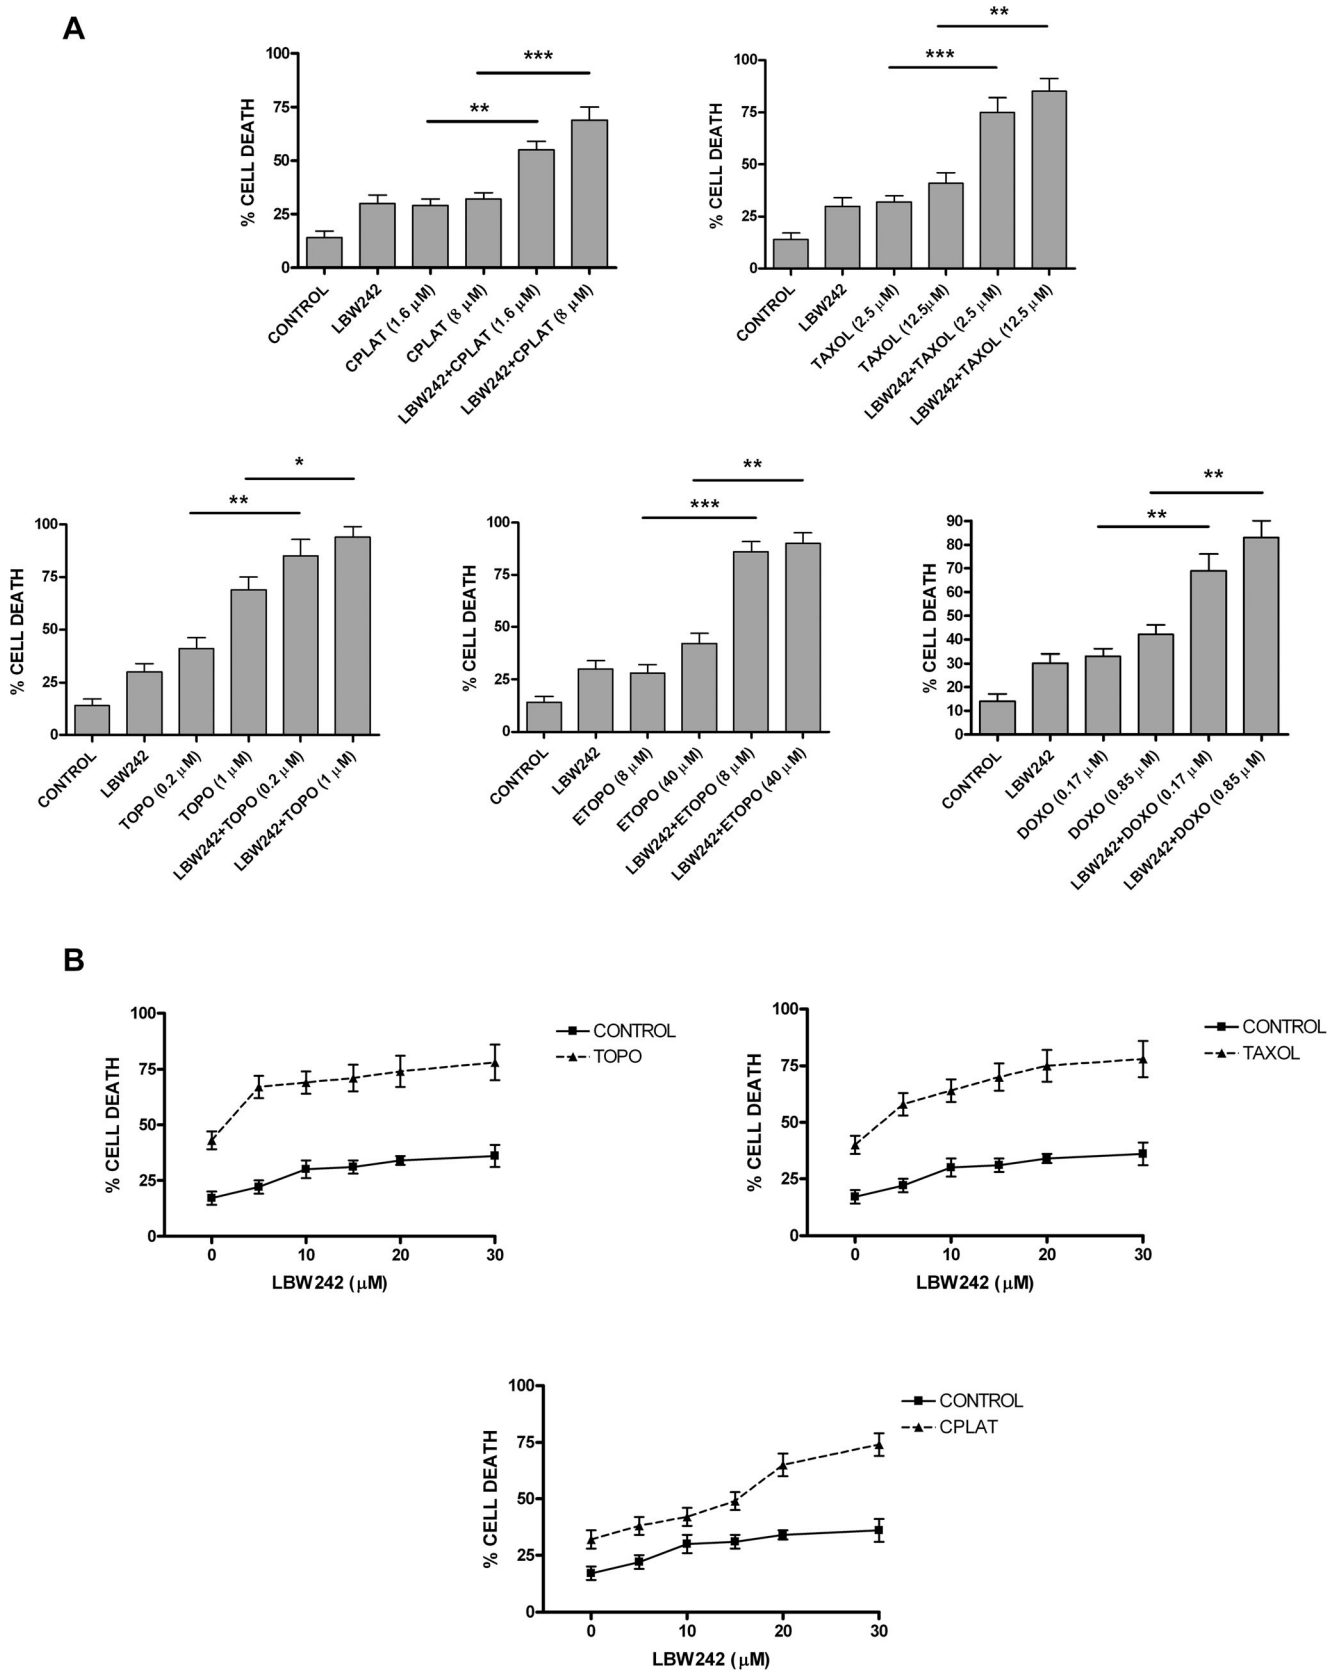 A
% CELL DEATH
100
75
50
25
0
**
***
CONTROL
LBW242
CPLAT (1.6 μM)
CPLAT (8 μM)
LBW242+CPLAT (1.6 μM)
LBW242+CPLAT (8 μM)
% CELL DEATH
100
75
50
25
0
***
**
CONTROL
LBW242
TAXOL (2.5 μM)
TAXOL (12.5μM)
LBW242+TAXOL (2.5 μM)
LBW242+TAXOL (12.5 μM)
% CELL DEATH
100
75
50
25
0
**
*
CONTROL
LBW242
TOPO (0.2 μM)
TOPO (1 μM)
LBW242+TOPO (0.2 μM)
LBW242+TOPO (1 μM)
% CELL DEATH
100
75
50
25
0
***
**
CONTROL
LBW242
ETOPO (8 μM)
ETOPO (40 μM)
LBW242+ETOPO (8 μM)
LBW242+ETOPO (40 μM)
% CELL DEATH
90
80
70
60
50
40
30
20
10
0
**
**
CONTROL
LBW242
DOXO (0.17 μM)
DOXO (0.85 μM)
LBW242+DOXO (0.17 μM)
LBW242+DOXO (0.85 μM)
B
% CELL DEATH
100
75
50
25
0
0 10 20 30
LBW242 (μM)
CONTROL
TOPO
% CELL DEATH
100
75
50
25
0
0 10 20 30
LBW242 (μM)
CONTROL
TAXOL
% CELL DEATH
100
75
50
25
0
0 10 20 30
LBW242 (μM)
CONTROL
CPLAT